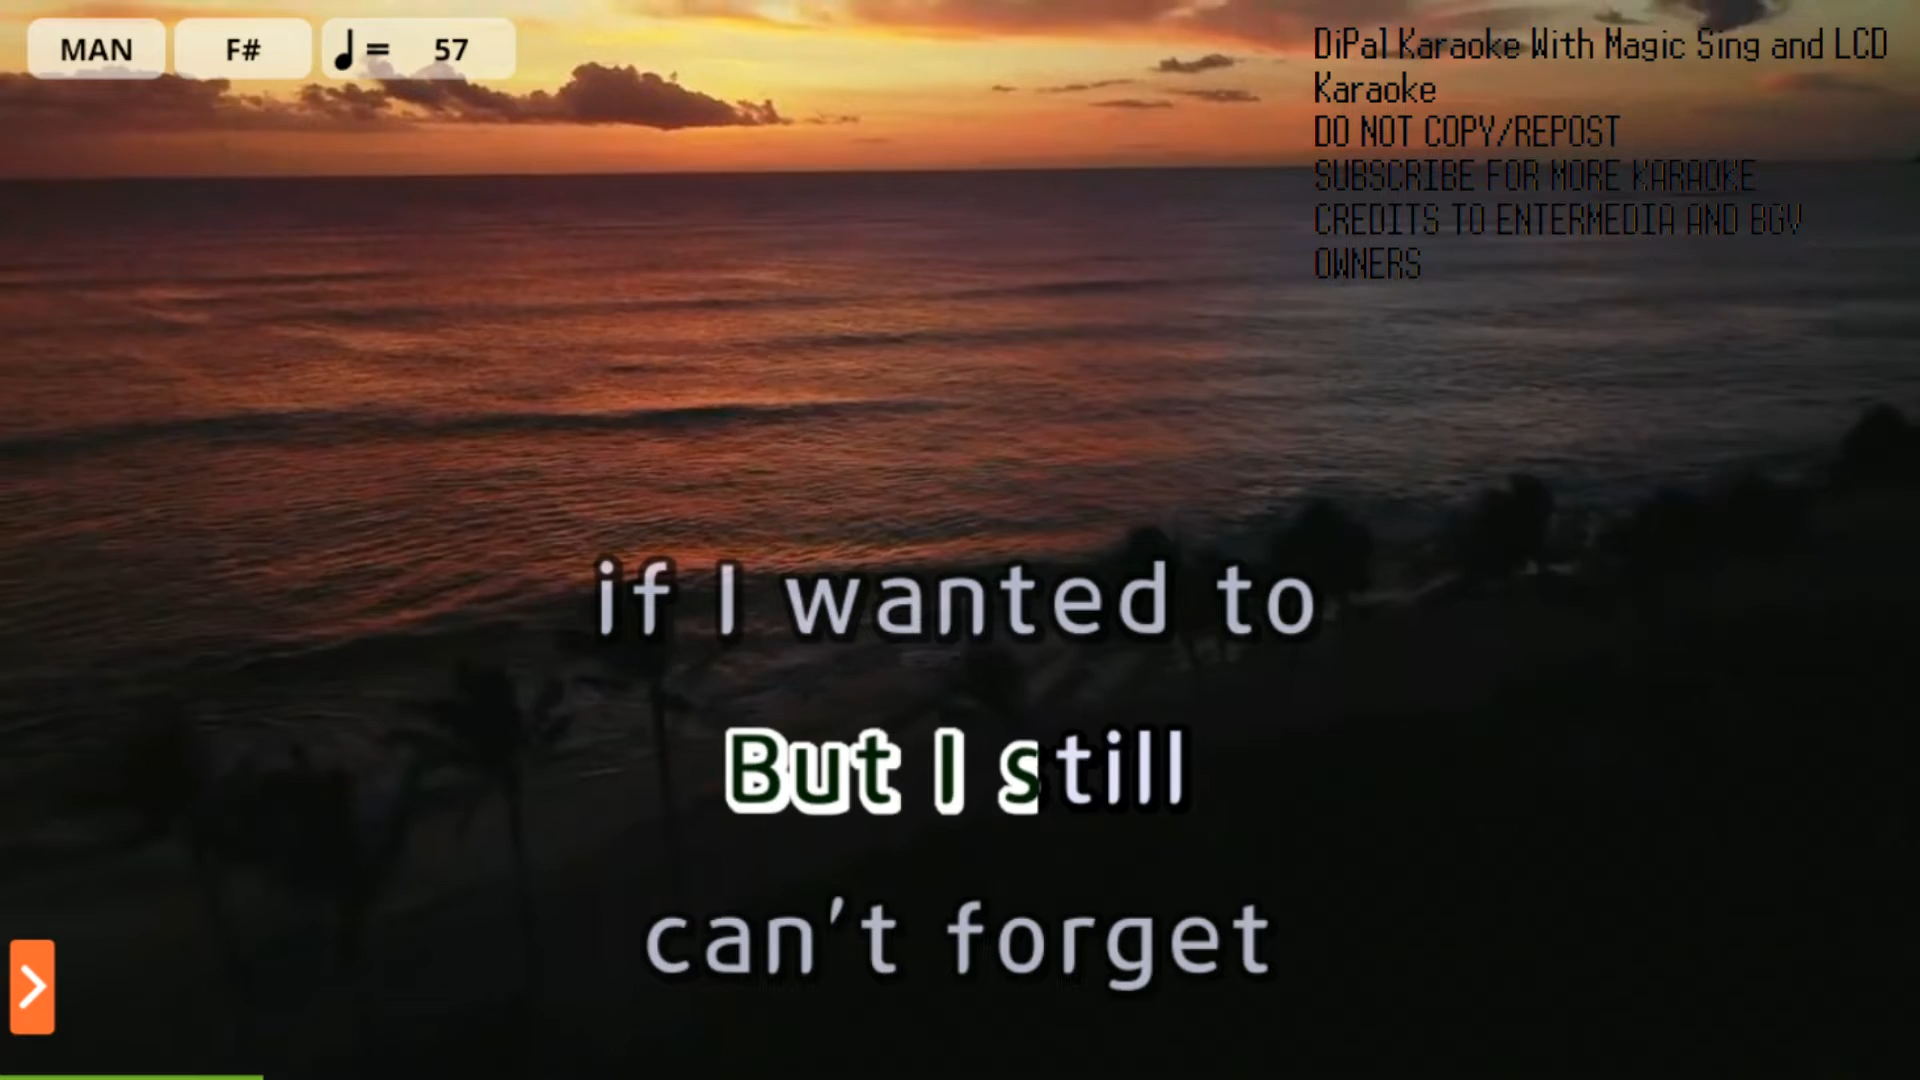 MAN F# ♩= 57
DiPal Karaoke With Magic Sing and LCD
Karaoke
DO NOT COPY/REPOST
SUBSCRIBE FOR MORE KARAOKE
CREDITS TO ENTERMEDIA AND BGV
OWNERS
if I wanted to
But I still
can't forget